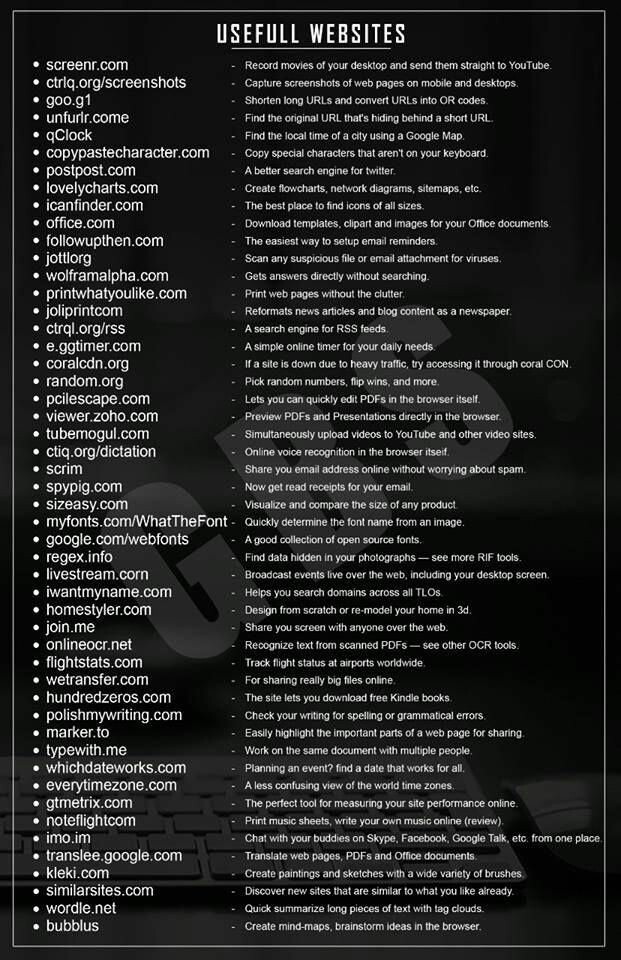 USEFULL WEBSITES
• screenr.com - Record movies of your desktop and send them straight to YouTube.
• ctrlq.org/screenshots - Capture screenshots of web pages on mobile and desktops.
• goo.g1 - Shorten long URLs and convert URLs into OR codes.
• unfurlr.come - Find the original URL that's hiding behind a short URL.
• qClock - Find the local time of a city using a Google Map.
• copypastecharacter.com - Copy special characters that aren't on your keyboard.
• postpost.com - A better search engine for twitter.
• lovelycharts.com - Create flowcharts, network diagrams, sitemaps, etc.
• icanfinder.com - The best place to find icons of all sizes.
• office.com - Download templates, clipart and images for your Office documents.
• followupthen.com - The easiest way to setup email reminders.
• jottlorg - Scan any suspicious file or email attachment for viruses.
• wolframalpha.com - Gets answers directly without searching.
• printwhatyoulike.com - Print web pages without the clutter.
• joliprintcom - Reformats news articles and blog content as a newspaper.
• ctrql.org/rss - A search engine for RSS feeds.
• e.ggtimer.com - A simple online timer for your daily needs.
• coralcdn.org - If a site is down due to heavy traffic, try accessing it through coral CON.
• random.org - Pick random numbers, flip wins, and more.
• pcilescape.com - Lets you can quickly edit PDFs in the browser itself.
• viewer.zoho.com - Preview PDFs and Presentations directly in the browser.
• tubemogul.com - Simultaneously upload videos to YouTube and other video sites.
• ctiq.org/dictation - Online voice recognition in the browser itseif.
• scrim - Share you email address online without worrying about spam.
• spypig.com - Now get read receipts for your email.
• sizeasy.com - Visualize and compare the size of any product.
• myfonts.com/WhatTheFont - Quickly determine the font name from an image.
• google.com/webfonts - A good collection of open source fonts.
• regex.info - Find data hidden in your photographs — see more RIF tools.
• livestream.corn - Broadcast events live over the web, including your desktop screen.
• iwantmyname.com - Helps you search domains across all TLOs.
• homestyler.com - Design from scratch or re-model your home in 3d.
• join.me - Share you screen with anyone over the web.
• onlineocr.net - Recognize text from scanned PDFs — see other OCR tools.
• flightstats.com - Track flight status at airports worldwide.
• wetransfer.com - For sharing really big files online.
• hundredzeros.com - The site lets you download free Kindle books.
• polishmywriting.com - Check your writing for spelling or grammatical errors.
• marker.to - Easily highlight the important parts of a web page for sharing.
• typewith.me - Work on the same document with multiple people.
• whichdateworks.com - Planning an event? find a date that works for all.
• everytimezone.com - A less confusing view of the world time zones.
• gtmetrix.com - The perfect tool for measuring your site performance online.
• noteflightcom - Print music sheets, write your own music online (review).
• imo.im - Chat with your buddies on Skype, Facebook, Google Talk, etc. from one place.
• translee.google.com - Translate web pages, PDFs and Office documents.
• kleki.com - Create paintings and sketches with a wide variety of brushes.
• similarsites.com - Discover new sites that are similar to what you like already.
• wordle.net - Quick summarize long pieces of text with tag clouds.
• bubblus - Create mind-maps, brainstorm ideas in the browser.
GBS